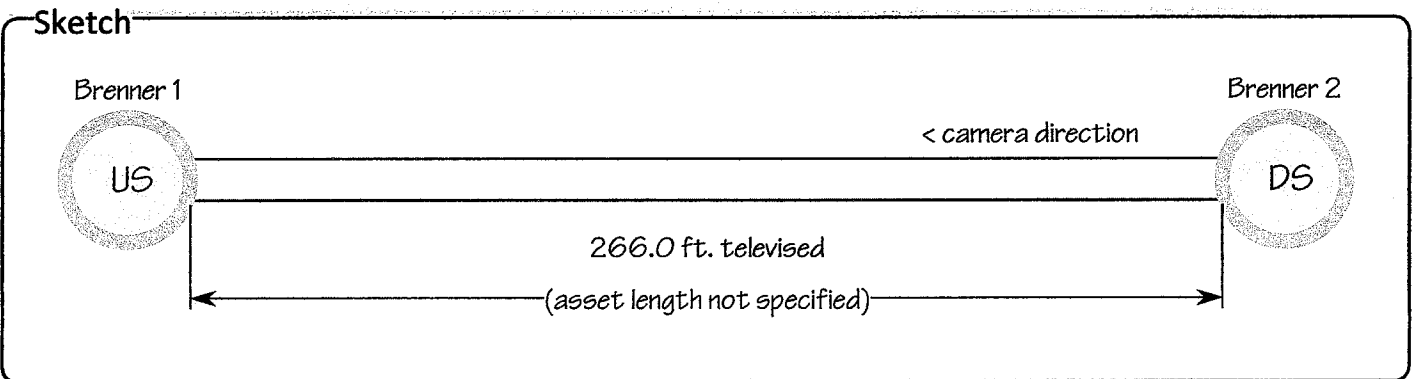 Sketch
Brenner 1
Brenner 2
< camera direction
US
DS
266.0 ft. televised
(asset length not specified)